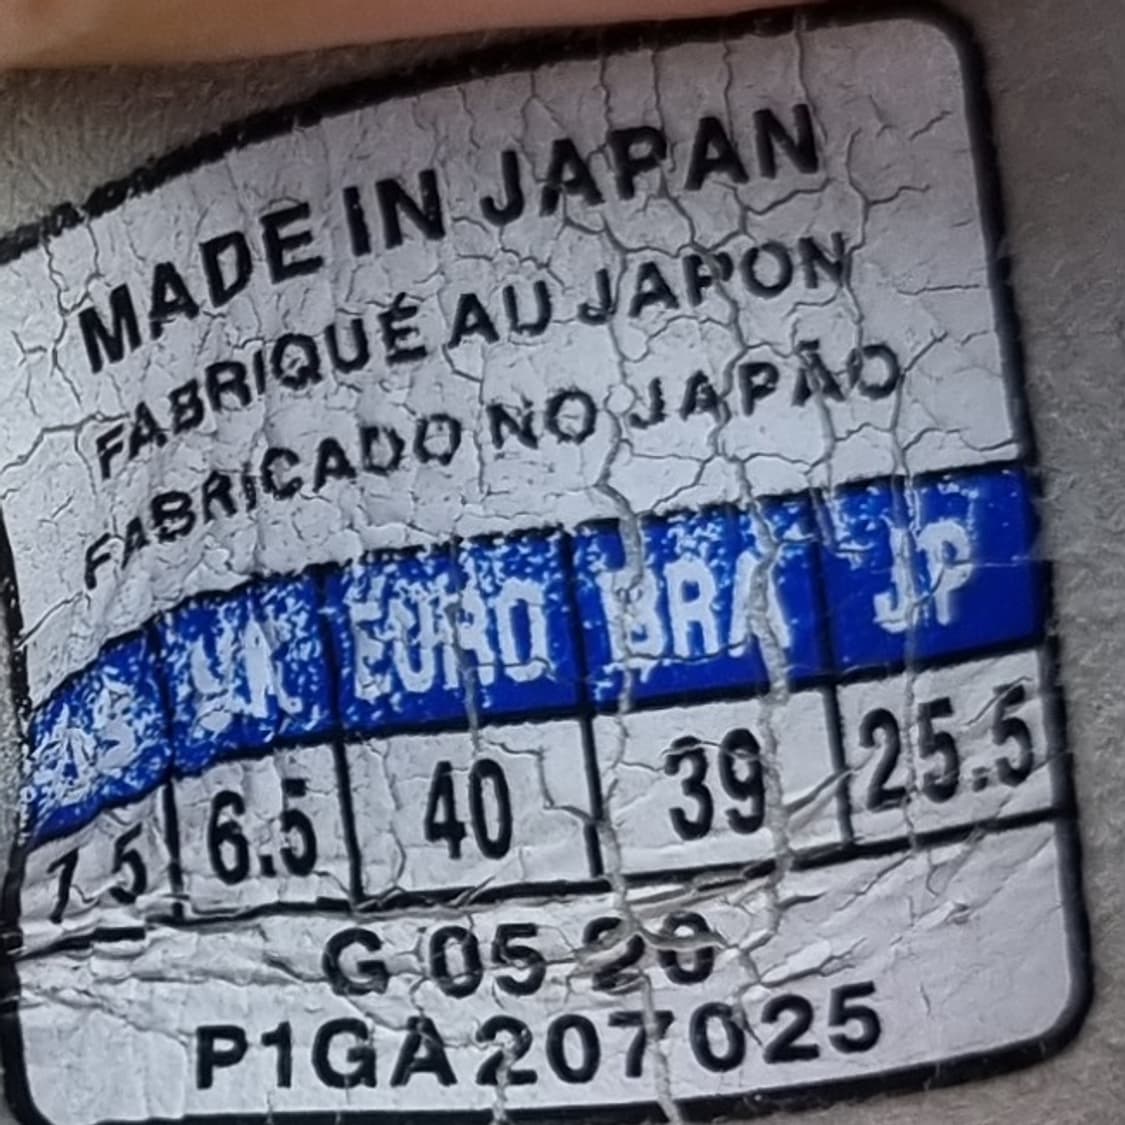 MADE IN JAPAN
FABRIQUÉ AU JAPON
FABRICADO NO JAPÃO
US UK EURO BRA JP
7.5 6.5 40 39 25.5
G 05 20
P1GA207025